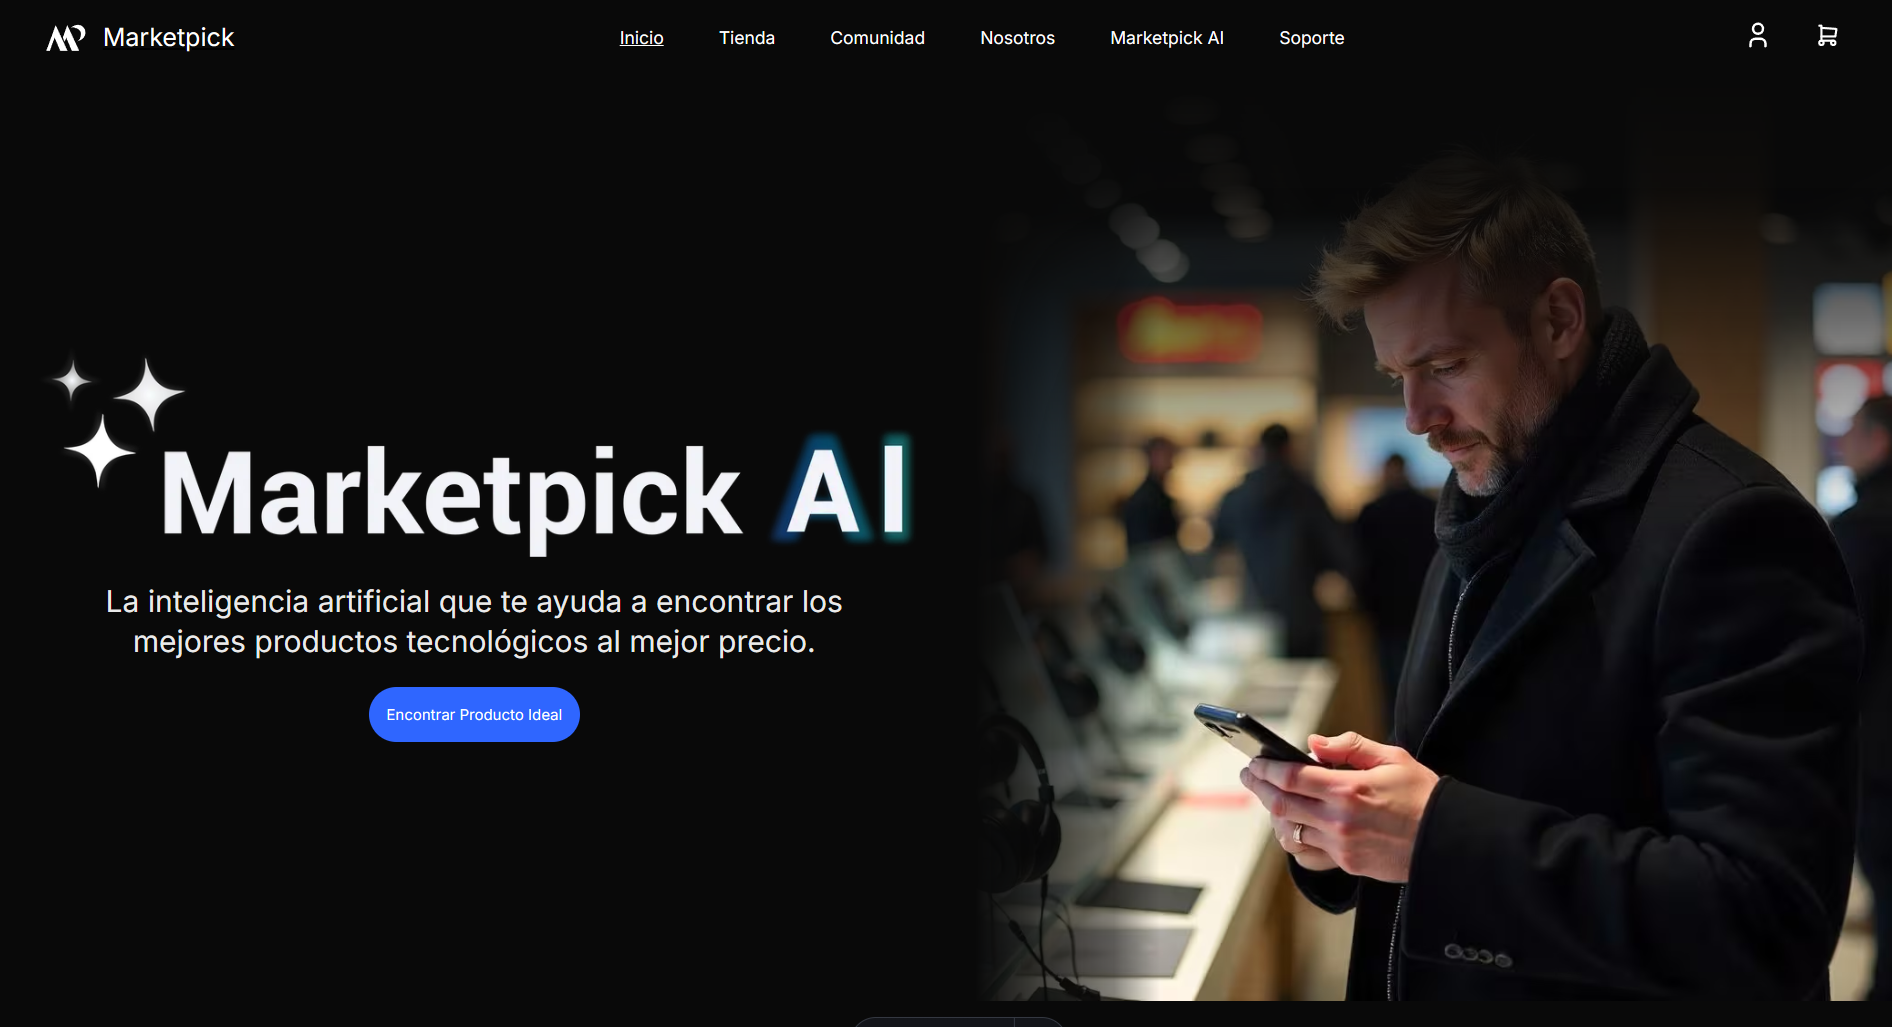 Marketpick
Inicio
Tienda
Comunidad
Nosotros
Marketpick AI
Soporte
Marketpick AI
La inteligencia artificial que te ayuda a encontrar los
mejores productos tecnológicos al mejor precio.
Encontrar Producto Ideal